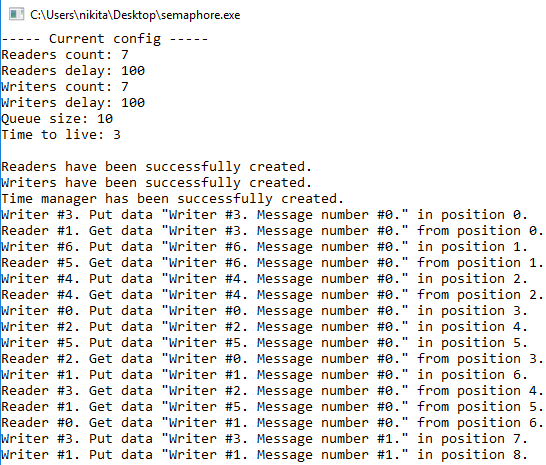 C:\Users\nikita\Desktop\semaphore.exe
----- Current config -----
Readers count: 7
Readers delay: 100
Writers count: 7
Writers delay: 100
Queue size: 10
Time to live: 3
Readers have been successfully created.
Writers have been successfully created.
Time manager has been successfully created.
Writer #3. Put data "Writer #3. Message number #0." in position 0.
Reader #1. Get data "Writer #3. Message number #0." from position 0.
Writer #6. Put data "Writer #6. Message number #0." in position 1.
Reader #5. Get data "Writer #6. Message number #0." from position 1.
Writer #4. Put data "Writer #4. Message number #0." in position 2.
Reader #4. Get data "Writer #4. Message number #0." from position 2.
Writer #0. Put data "Writer #0. Message number #0." in position 3.
Writer #2. Put data "Writer #2. Message number #0." in position 4.
Writer #5. Put data "Writer #5. Message number #0." in position 5.
Reader #2. Get data "Writer #0. Message number #0." from position 3.
Writer #1. Put data "Writer #1. Message number #0." in position 6.
Reader #3. Get data "Writer #2. Message number #0." from position 4.
Reader #1. Get data "Writer #5. Message number #0." from position 5.
Reader #0. Get data "Writer #1. Message number #0." from position 6.
Writer #3. Put data "Writer #3. Message number #1." in position 7.
Writer #1. Put data "Writer #1. Message number #1." in position 8.